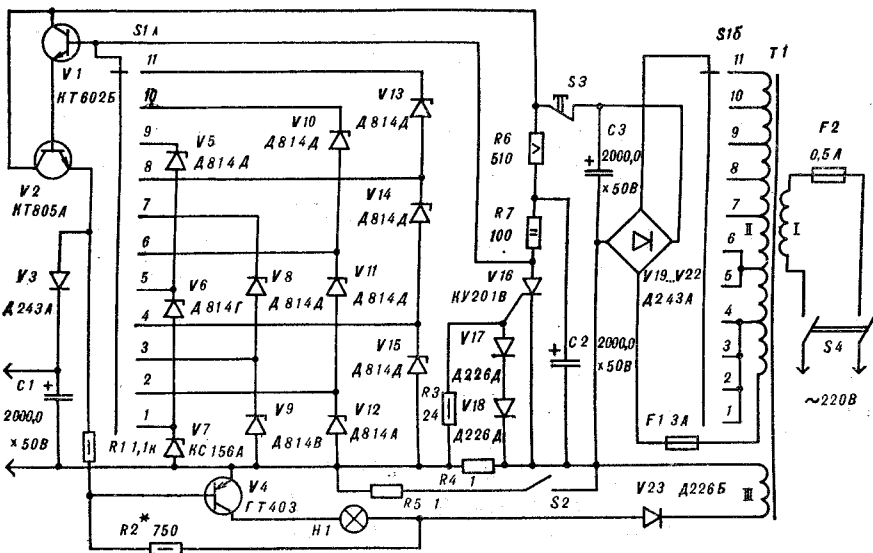 S1А
V1
КТ602Б
V2
КТ805А
V3
Д243А
C1 +
2000,0
×50В
R1 1,1к
R2* 750
11
10
9
8
7
6
5
4
3
2
1
V5
Д814Д
V6
Д814Г
V7
КС156А
V8
Д814Д
V9
Д814В
V10
Д814Д
V11
Д814Д
V12
Д814А
V13
Д814Д
V14
Д814Д
V15
Д814Д
V4
ГТ403
H1
R3
24
R4 1
R5 1
S2
R6
510
R7
100
V16
КУ201В
V17
Д226Д
V18
Д226Д
S3
C3
+ 2000,0
×50В
C2
+ 2000,0
×50В
V19...V22
Д243А
F1 3А
V23 Д226Б
S1Б
11
10
9
8
7
6
5
4
3
2
1
T1
II
I
III
F2
0,5А
S4
~220В